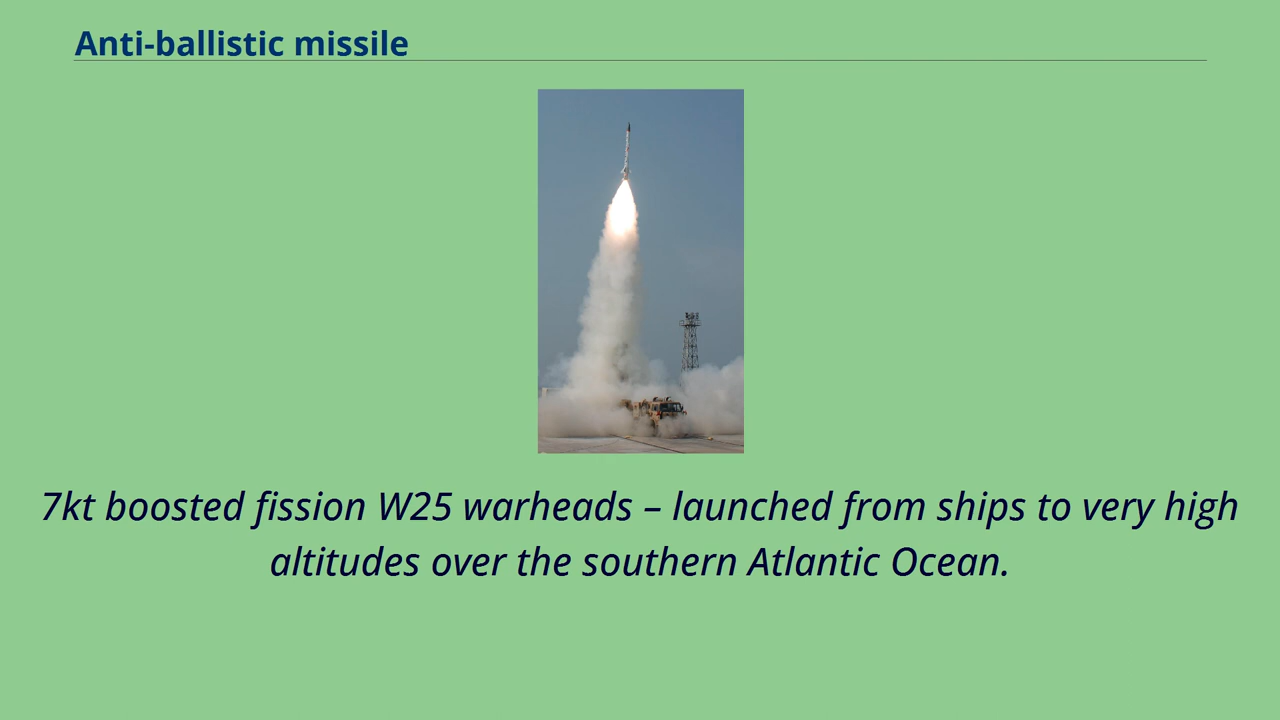 Anti-ballistic missile
7kt boosted fission W25 warheads – launched from ships to very high
altitudes over the southern Atlantic Ocean.